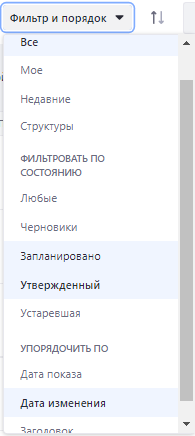 Фильтр и порядок
Все
Мое
Недавние
Структуры
ФИЛЬТРОВАТЬ ПО
СОСТОЯНИЮ
Любые
Черновики
Запланировано
Утвержденный
Устаревшая
УПОРЯДОЧИТЬ ПО
Дата показа
Дата изменения
Заголовок